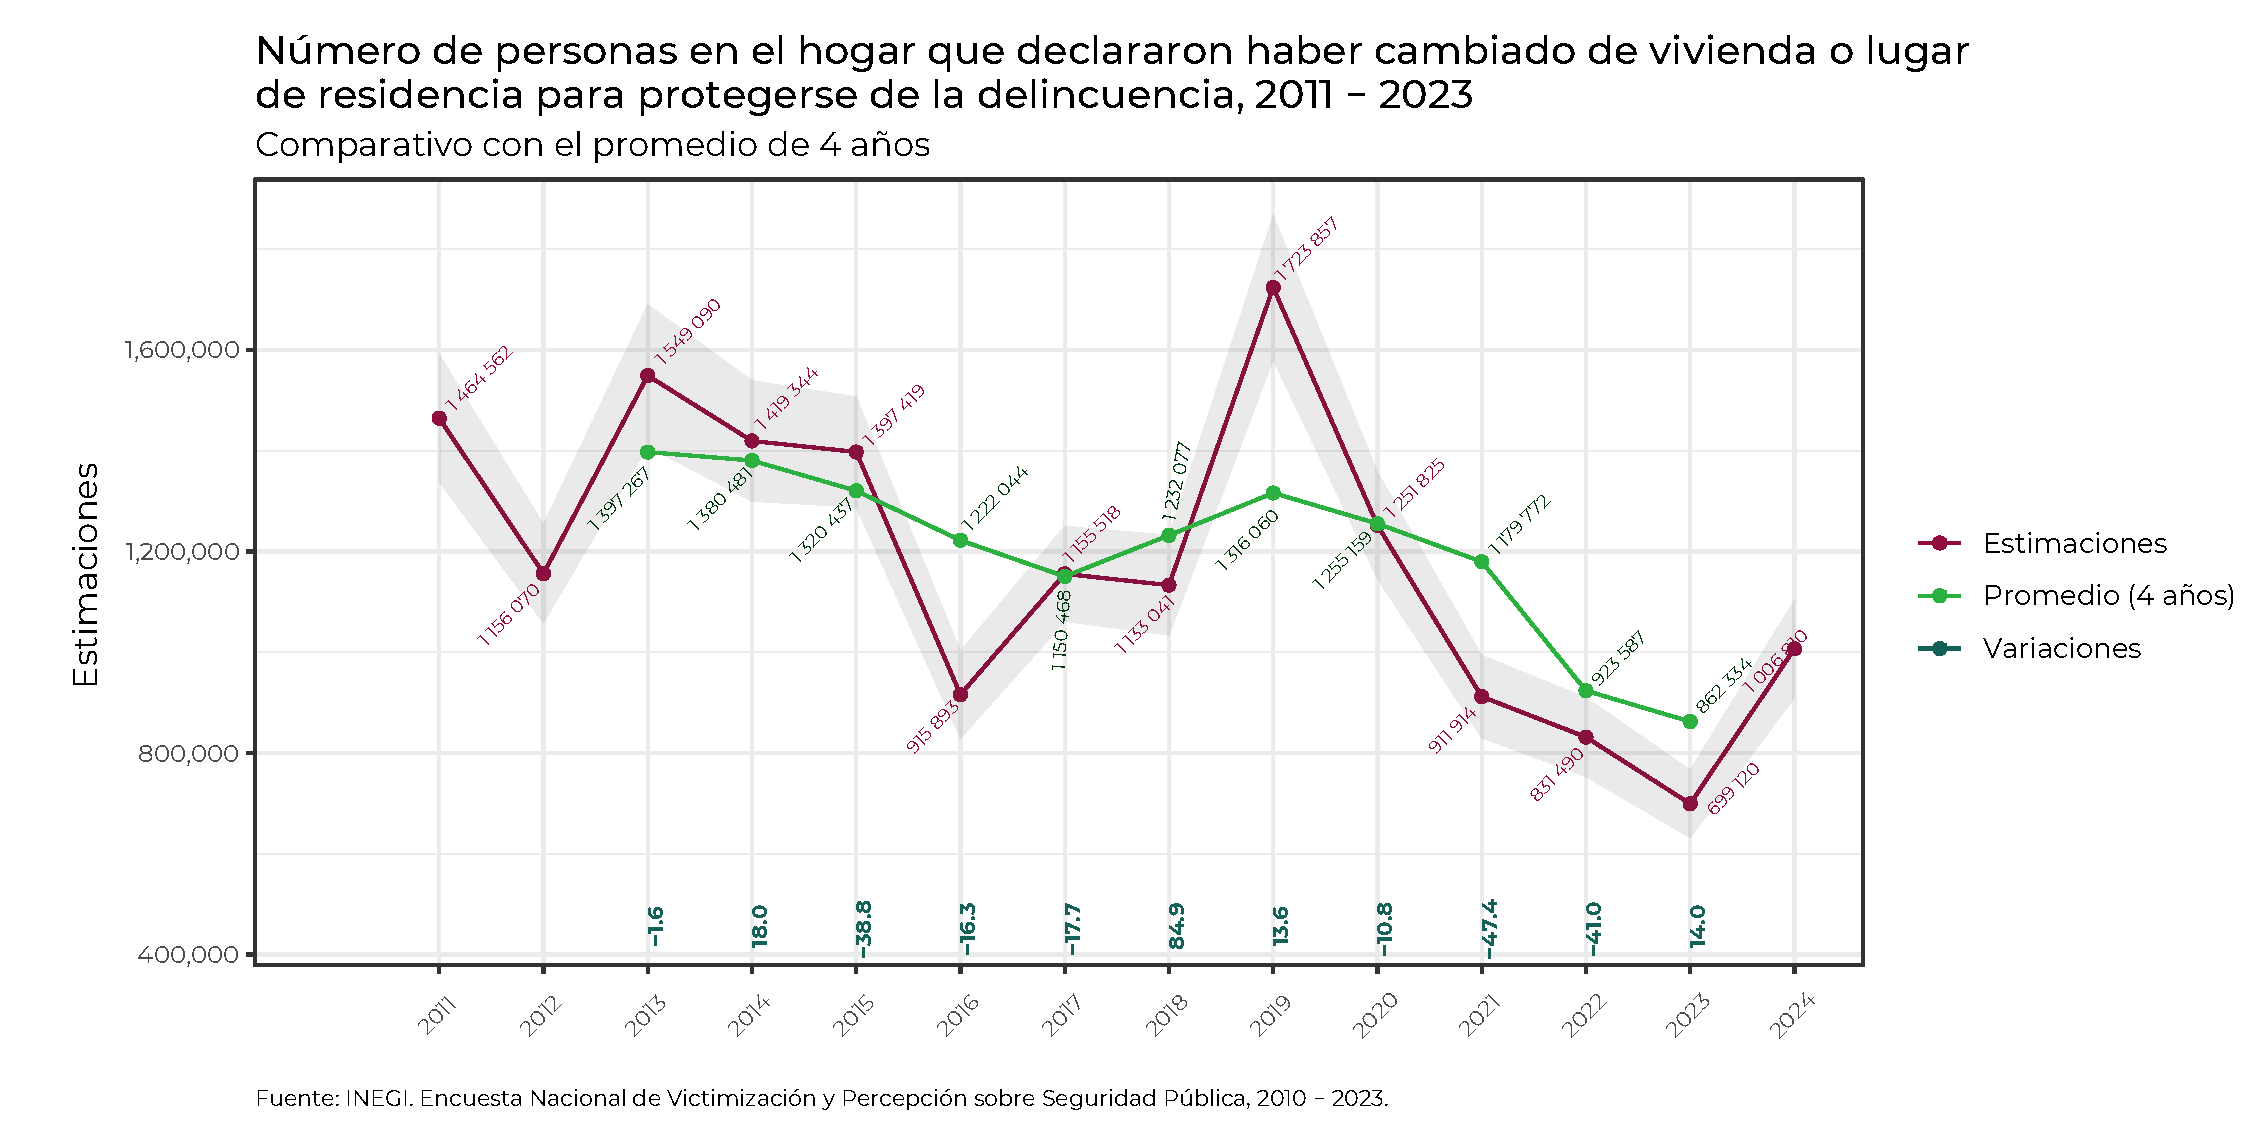 Número de personas en el hogar que declararon haber cambiado de vivienda o lugar
de residencia para protegerse de la delincuencia, 2011 − 2023
Comparativo con el promedio de 4 años
Estimaciones
1,600,000
1,200,000
800,000
400,000
1 464 562
1 156 070
1 549 090
1 419 344
1 397 419
915 893
1 155 518
1 133 041
1 723 857
1 251 825
911 914
831 490
699 120
1 397 267
1 380 481
1 320 437
1 222 044
1 150 468
1 232 077
1 316 060
1 255 159
1 179 772
923 587
862 334
−1.6
18.0
−38.8
−16.3
−17.7
84.9
13.6
−10.8
−47.4
−41.0
14.0
2011
2012
2013
2014
2015
2016
2017
2018
2019
2020
2021
2022
2023
2024
Estimaciones
Promedio (4 años)
Variaciones
Fuente: INEGI. Encuesta Nacional de Victimización y Percepción sobre Seguridad Pública, 2010 − 2023.